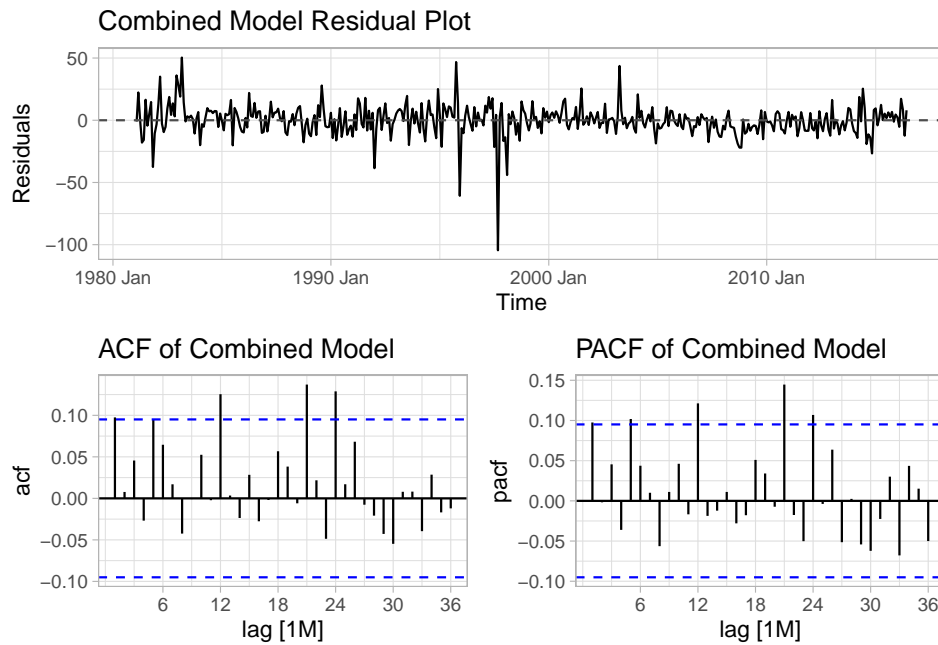 Combined Model Residual Plot
50
0
−50
−100
Residuals
1980 Jan
1990 Jan
2000 Jan
2010 Jan
Time
ACF of Combined Model
0.10
0.05
0.00
−0.05
−0.10
acf
6
12
18
24
30
36
lag [1M]
PACF of Combined Model
0.15
0.10
0.05
0.00
−0.05
−0.10
pacf
6
12
18
24
30
36
lag [1M]